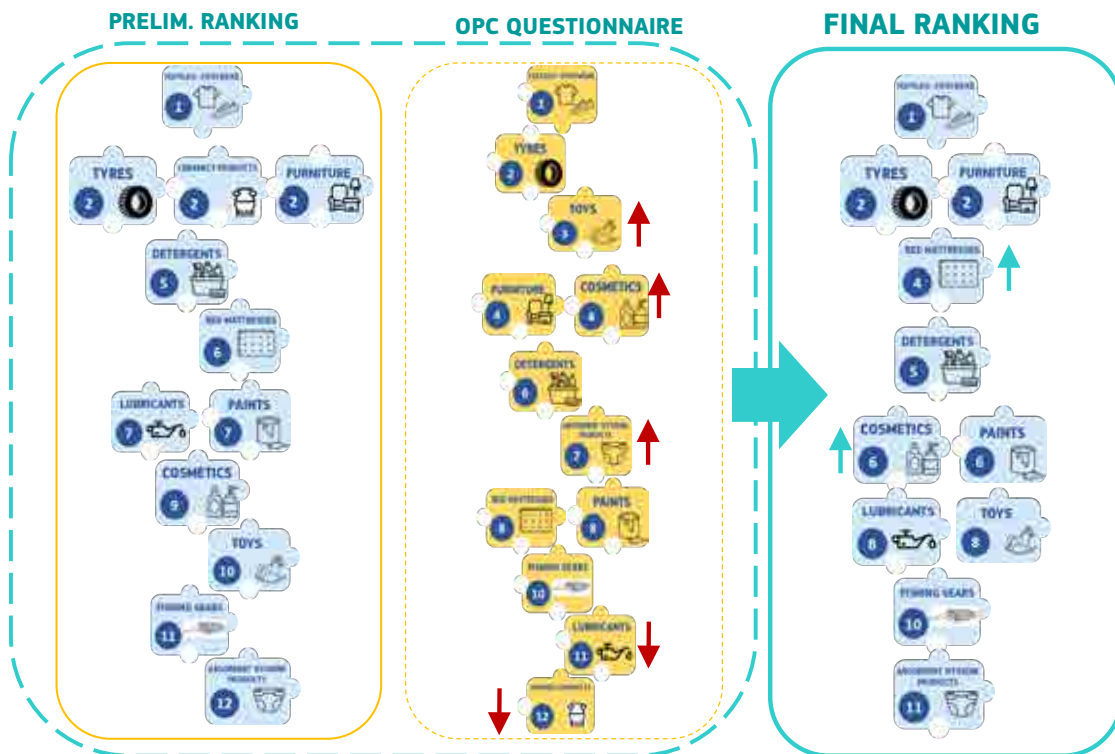 PRELIM. RANKING
1
TYRES
2
PRODUCTS
2
FURNITURE
2
DETERGENTS
5
BED MATTRESSES
6
LUBRICANTS
7
PAINTS
7
COSMETICS
9
TOYS
10
FISHING GEARS
11
ABSORBENT HYGIENE
PRODUCTS
12
OPC QUESTIONNAIRE
1
TYRES
2
TOYS
3
FURNITURE
4
COSMETICS
4
DETERGENTS
6
ABSORBENT HYGIENE
PRODUCTS
7
BED MATTRESSES
8
PAINTS
8
FISHING GEARS
10
LUBRICANTS
11
12
FINAL RANKING
1
TYRES
2
FURNITURE
2
BED MATTRESSES
4
DETERGENTS
5
COSMETICS
6
PAINTS
6
LUBRICANTS
8
TOYS
8
FISHING GEARS
10
ABSORBENT HYGIENE
PRODUCTS
11